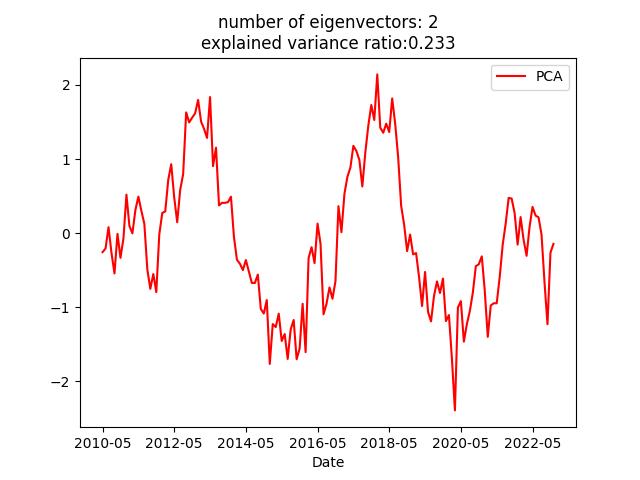 number of eigenvectors: 2
explained variance ratio:0.233
PCA
2
1
0
−1
−2
2010-05 2012-05 2014-05 2016-05 2018-05 2020-05 2022-05
Date